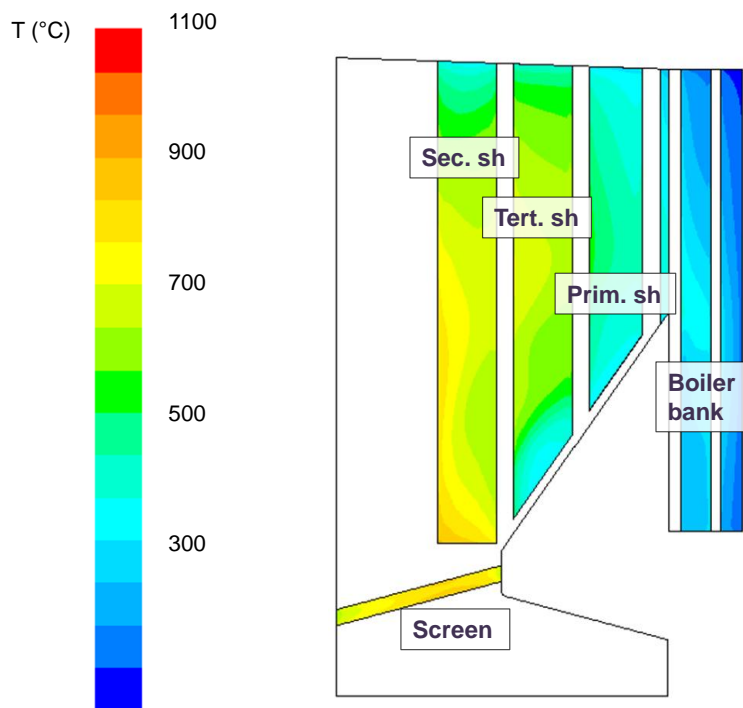 T (°C)
1100
900
700
500
300
Sec. sh
Tert. sh
Prim. sh
Boiler
bank
Screen